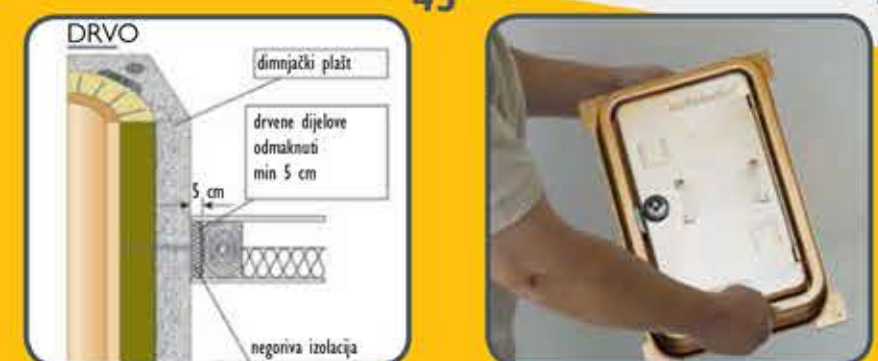 DRVO
dimnjački plašt
drvene dijelove
odmaknuti
min 5 cm
5 cm
negoriva izolacija